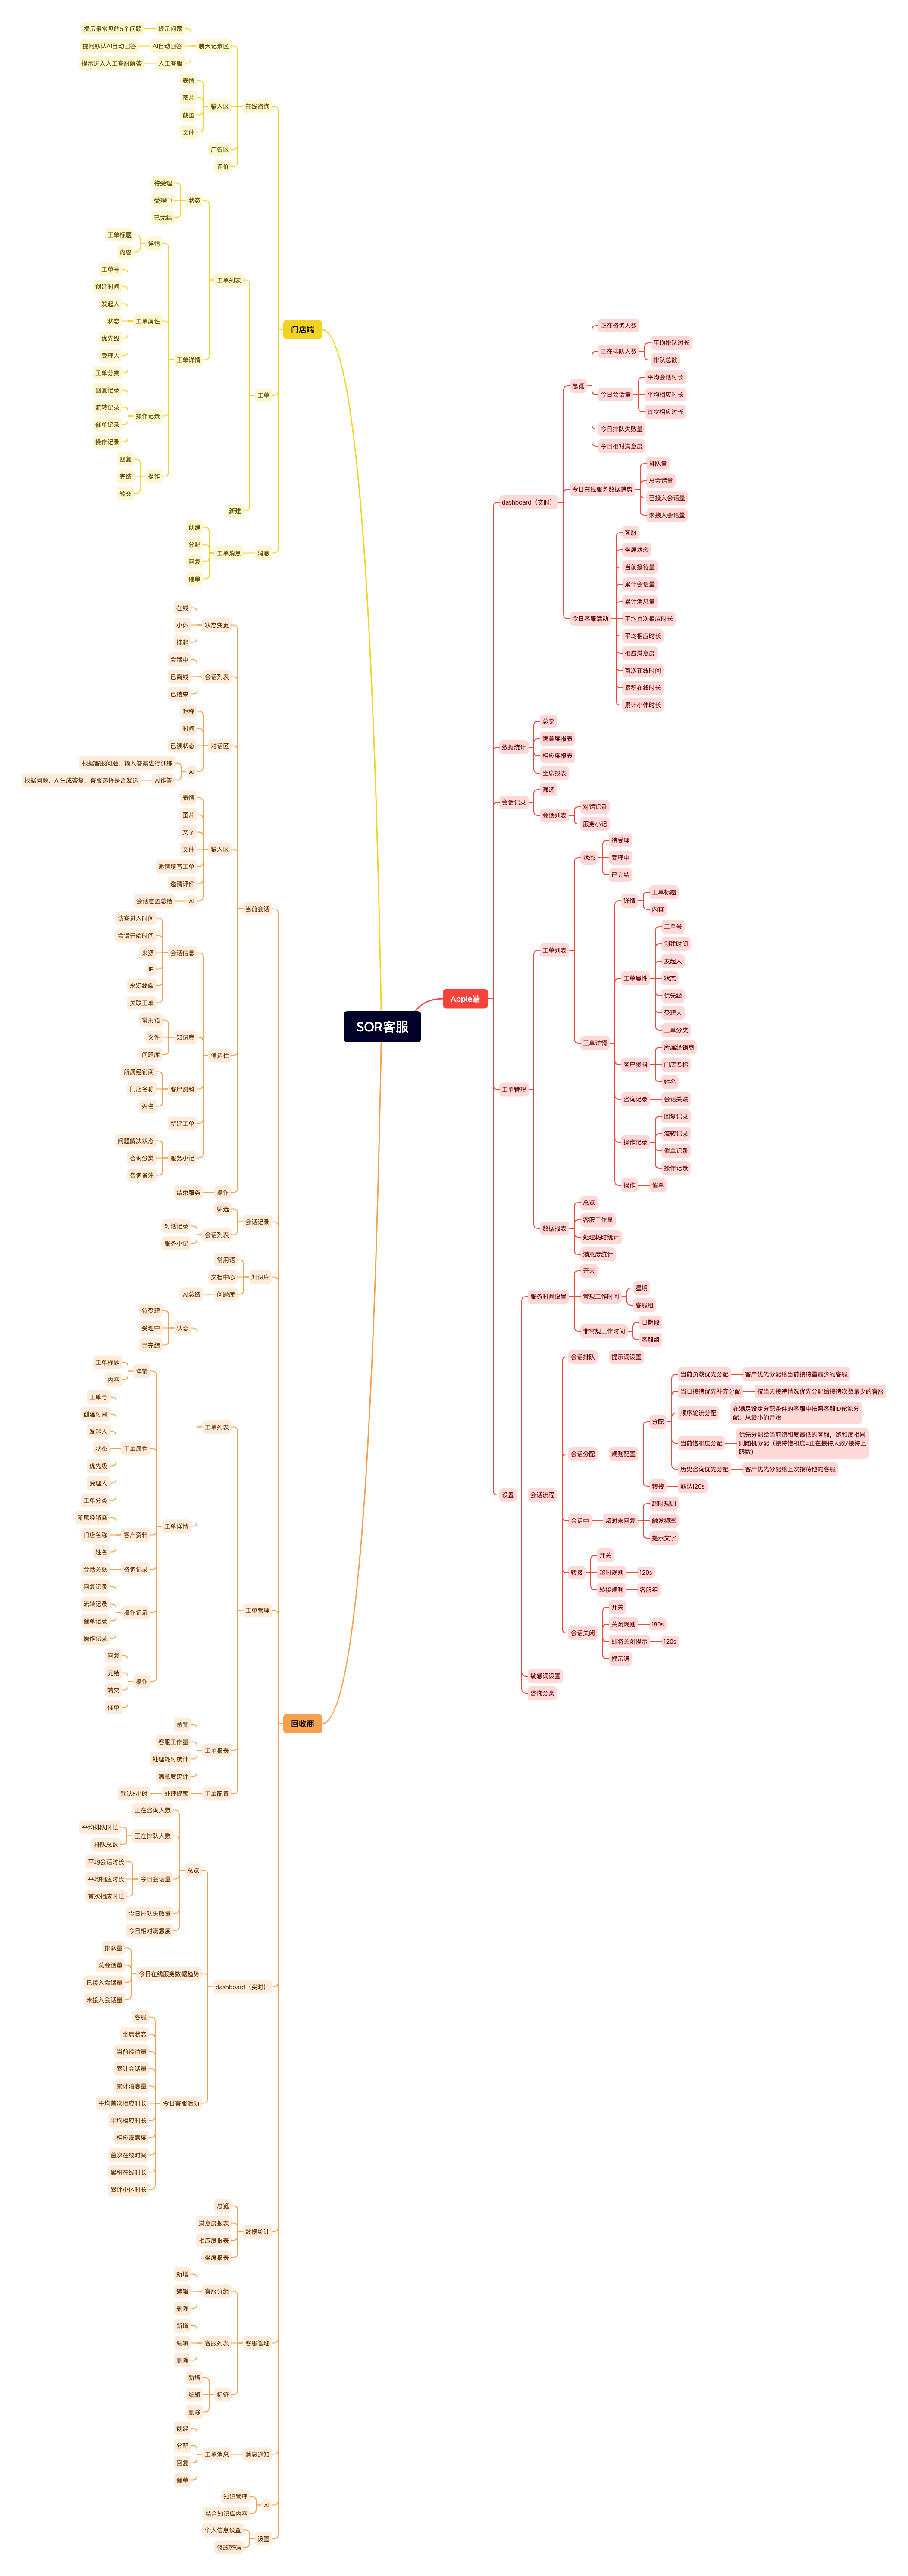 SOR客服
门店端
在线咨询
聊天记录区
提示问题
提示最常见的5个问题
AI自动回答
提问默认AI自动回答
人工客服
提示进入人工客服解答
输入区
表情
图片
截图
文件
广告区
评价
工单
工单列表
状态
待受理
受理中
已完结
工单详情
详情
工单标题
内容
工单属性
工单号
创建时间
发起人
状态
优先级
受理人
工单分类
操作记录
回复记录
流转记录
催单记录
操作记录
操作
回复
完结
转交
新建
消息
工单消息
创建
分配
回复
催单
回收商
当前会话
状态变更
在线
小休
挂起
会话列表
会话中
已离线
已结束
对话区
昵称
时间
已读状态
AI
根据客服问题，输入答案进行训练
AI作答
根据问题，AI生成答复，客服选择是否发送
输入区
表情
图片
文字
文件
邀请填写工单
邀请评价
AI
会话意图总结
侧边栏
会话信息
访客进入时间
会话开始时间
来源
IP
来源终端
关联工单
知识库
常用语
文件
问题库
客户资料
所属经销商
门店名称
姓名
新建工单
服务小记
问题解决状态
咨询分类
咨询备注
操作
结束服务
会话记录
筛选
会话列表
对话记录
服务小记
知识库
常用语
文档中心
问题库
AI总结
工单管理
工单列表
状态
待受理
受理中
已完结
工单详情
详情
工单标题
内容
工单属性
工单号
创建时间
发起人
状态
优先级
受理人
工单分类
客户资料
所属经销商
门店名称
姓名
咨询记录
会话关联
操作记录
回复记录
流转记录
催单记录
操作记录
操作
回复
完结
转交
催单
工单报表
总览
客服工作量
处理耗时统计
满意度统计
工单配置
处理提醒
默认8小时
dashboard（实时）
总览
正在咨询人数
正在排队人数
平均排队时长
排队总数
今日会话量
平均会话时长
平均相应时长
首次相应时长
今日排队失败量
今日相对满意度
今日在线服务数据趋势
排队量
总会话量
已接入会话量
未接入会话量
今日客服活动
客服
坐席状态
当前接待量
累计会话量
累计消息量
平均首次相应时长
平均相应时长
相应满意度
首次在线时间
累积在线时长
累计小休时长
数据统计
总览
满意度报表
相应度报表
坐席报表
客服管理
客服分组
新增
编辑
删除
客服列表
新增
编辑
删除
标签
新增
编辑
删除
消息通知
工单消息
创建
分配
回复
催单
AI
知识管理
结合知识库内容
设置
个人信息设置
修改密码
Apple端
dashboard（实时）
总览
正在咨询人数
正在排队人数
平均排队时长
排队总数
今日会话量
平均会话时长
平均相应时长
首次相应时长
今日排队失败量
今日相对满意度
今日在线服务数据趋势
排队量
总会话量
已接入会话量
未接入会话量
今日客服活动
客服
坐席状态
当前接待量
累计会话量
累计消息量
平均首次相应时长
平均相应时长
相应满意度
首次在线时间
累积在线时长
累计小休时长
数据统计
总览
满意度报表
相应度报表
坐席报表
会话记录
筛选
会话列表
对话记录
服务小记
工单管理
工单列表
状态
待受理
受理中
已完结
工单详情
详情
工单标题
内容
工单属性
工单号
创建时间
发起人
状态
优先级
受理人
工单分类
客户资料
所属经销商
门店名称
姓名
咨询记录
会话关联
操作记录
回复记录
流转记录
催单记录
操作记录
操作
催单
数据报表
总览
客服工作量
处理耗时统计
满意度统计
设置
服务时间设置
开关
常规工作时间
星期
客服组
非常规工作时间
日期段
客服组
会话流程
会话排队
提示词设置
会话分配
规则配置
分配
当前负载优先分配
客户优先分配给当前接待量最少的客服
当日接待优先补齐分配
按当天接待情况优先分配给接待次数最少的客服
顺序轮流分配
在满足设定分配条件的客服中按照客服ID轮流分
配，从最小的开始
当前饱和度分配
优先分配给当前饱和度最低的客服，饱和度相同
则随机分配（接待饱和度=正在接待人数/接待上
限数）
历史咨询优先分配
客户优先分配给上次接待他的客服
转接
默认120s
会话中
超时未回复
超时规则
触发频率
提示文字
转接
开关
超时规则
120s
转接规则
客服组
会话关闭
开关
关闭规则
180s
即将关闭提示
120s
提示语
敏感词设置
咨询分类